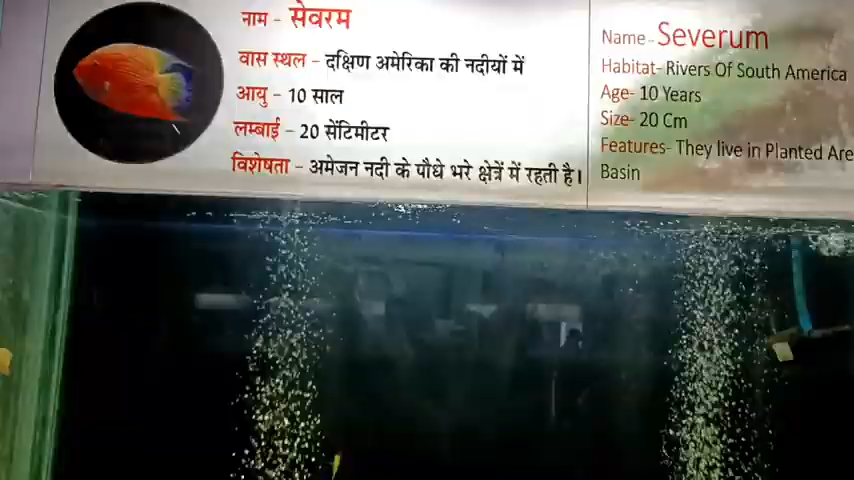 नाम - सेवरम
वास स्थल - दक्षिण अमेरिका की नदीयों में
आयु - 10 साल
लम्बाई - 20 सेंटिमीटर
विशेषता - अमेजन नदी के पौधे भरे क्षेत्रें में रहती है।
Name- Severum
Habitat- Rivers Of South America
Age- 10 Years
Size- 20 Cm
Features- They live in Planted Are
Basin